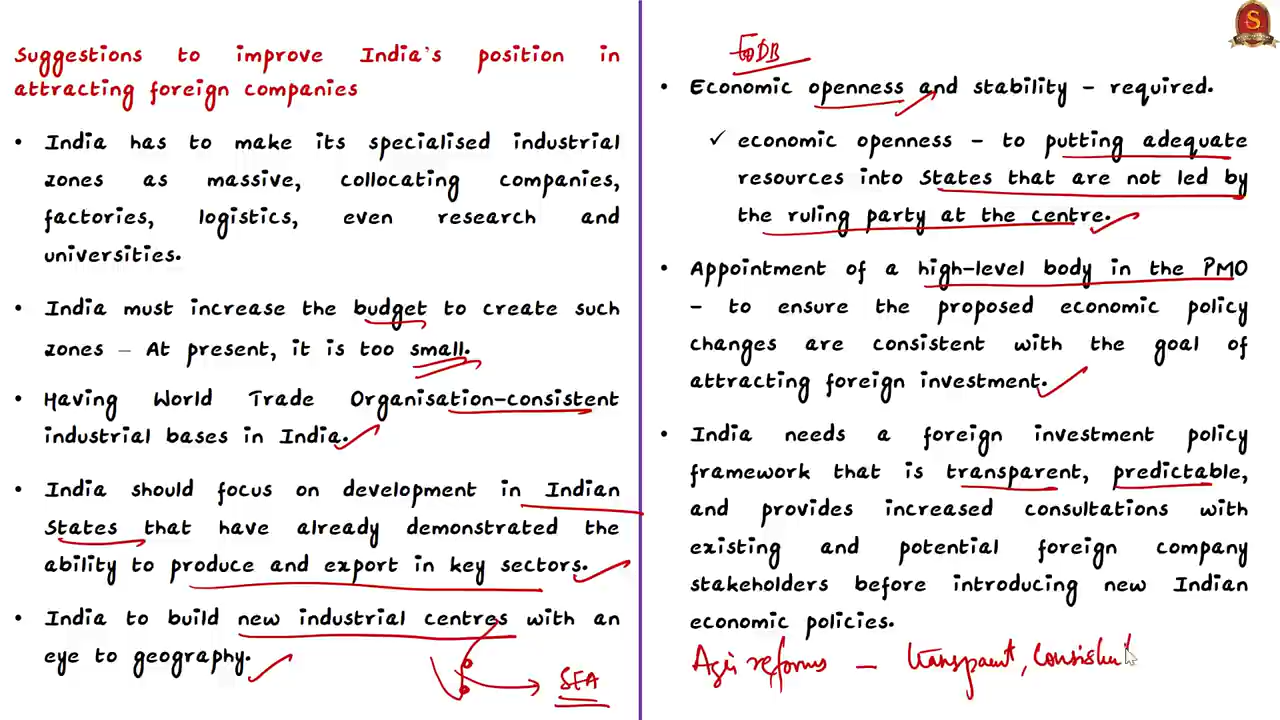 Suggestions to improve India's position in
attracting foreign companies
• India has to make its specialised industrial
zones as massive, collocating companies,
factories, logistics, even research and
universities.
• India must increase the budget to create such
zones – At present, it is too small.
• Having World Trade Organisation-consistent
industrial bases in India.
• India should focus on development in Indian
States that have already demonstrated the
ability to produce and export in key sectors.
• India to build new industrial centres with an
eye to geography.
SEA
EoDB
• Economic openness and stability - required.
✓ economic openness - to putting adequate
resources into States that are not led by
the ruling party at the centre.
• Appointment of a high-level body in the PMO
- to ensure the proposed economic policy
changes are consistent with the goal of
attracting foreign investment.
• India needs a foreign investment policy
framework that is transparent, predictable,
and provides increased consultations with
existing and potential foreign company
stakeholders before introducing new Indian
economic policies.
Agri reforms – transparent, consistent
S